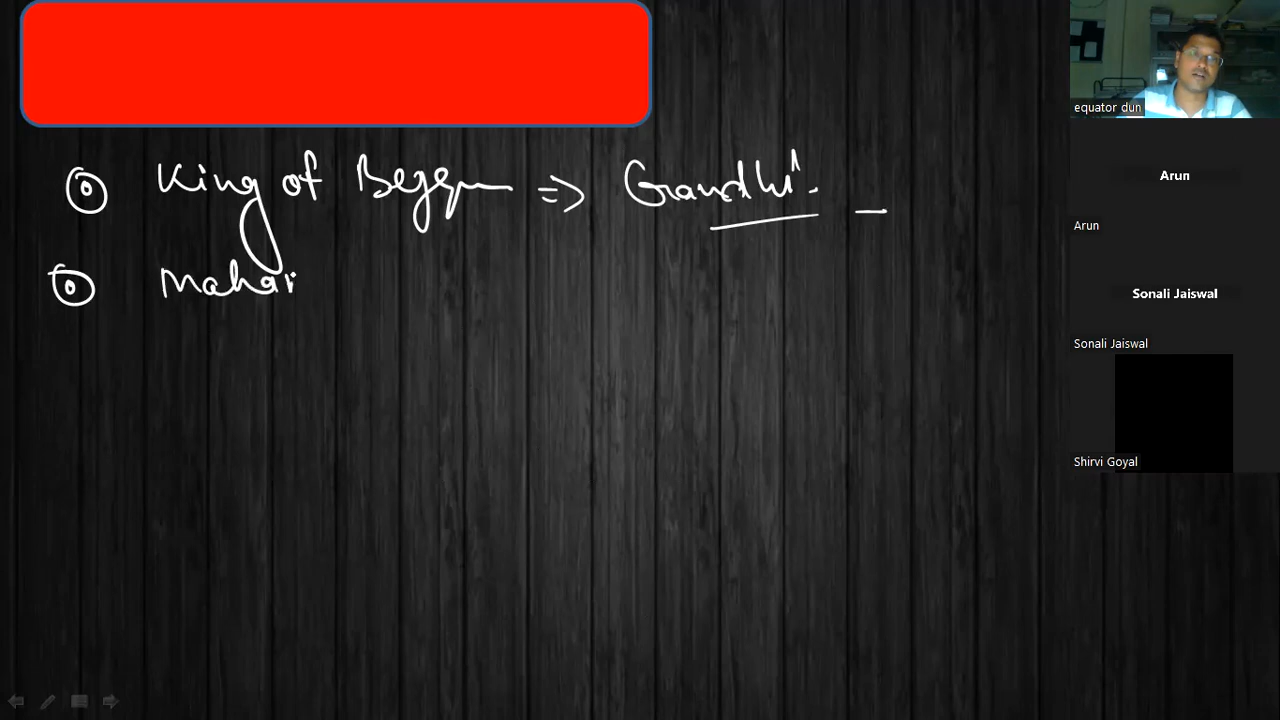 King of Beggar => Gandhi
Mahar
equator dun
Arun
Arun
Sonali Jaiswal
Sonali Jaiswal
Shirvi Goyal